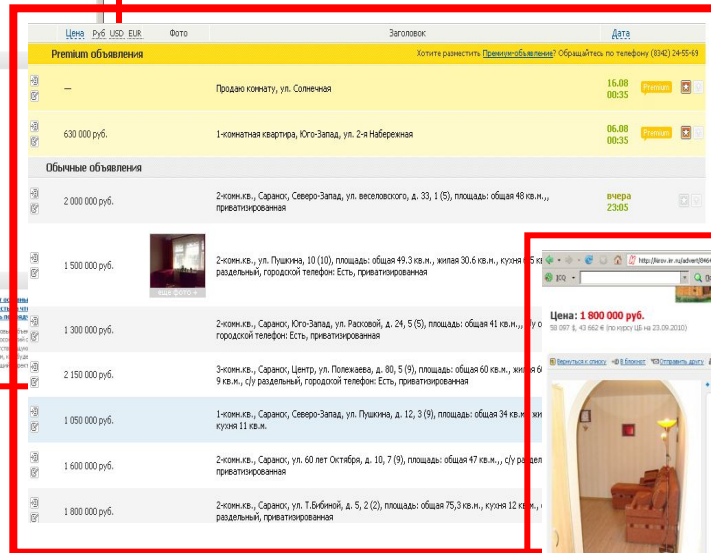 Цена Руб USD EUR Фото Заголовок Дата
Premium объявления Хотите разместить Премиум-объявление? Обращайтесь по телефону (8342) 24-55-69
— Продаю комнату, ул. Солнечная 16.08 00:35 Premium
630 000 руб. 1-комнатная квартира, Юго-Запад, ул. 2-я Набережная 06.08 00:35 Premium
Обычные объявления
2 000 000 руб. 2-комн.кв., Саранск, Северо-Запад, ул. веселовского, д. 33, 1 (5), площадь: общая 48 кв.м.,, вчера
приватизированная 23:05
1 500 000 руб. 2-комн.кв., ул. Пушкина, 10 (10), площадь: общая 49.3 кв.м., жилая 30.6 кв.м., кухня
раздельный, городской телефон: Есть, приватизированная
еще фото
1 300 000 руб. 2-комн.кв., Саранск, Юго-Запад, ул. Расковой, д. 24, 5 (5), площадь: общая 41 кв.м.,,
городской телефон: Есть, приватизированная
2 150 000 руб. 3-комн.кв., Саранск, Центр, ул. Полежаева, д. 80, 5 (9), площадь: общая 60 кв.м.,
9 кв.м., с/у раздельный, городской телефон: Есть, приватизированная
1 050 000 руб. 1-комн.кв., Саранск, Северо-Запад, ул. Пушкина, д. 12, 3 (9), площадь: общая 34 кв.м.,
кухня 11 кв.м.
1 600 000 руб. 2-комн.кв., Саранск, ул. 60 лет Октября, д. 10, 7 (9), площадь: общая 47 кв.м.,, с/у
приватизированная
1 800 000 руб. 2-комн.кв., Саранск, ул. Т.Бибиной, д. 5, 2 (2), площадь: общая 75,3 кв.м., кухня 12
раздельный, приватизированная
ICQ
Цена: 1 800 000 руб.
58 097 $, 43 662 € (по курсу ЦБ на 23.09.2010)
Вернуться к списку В блокнот Отправить другу